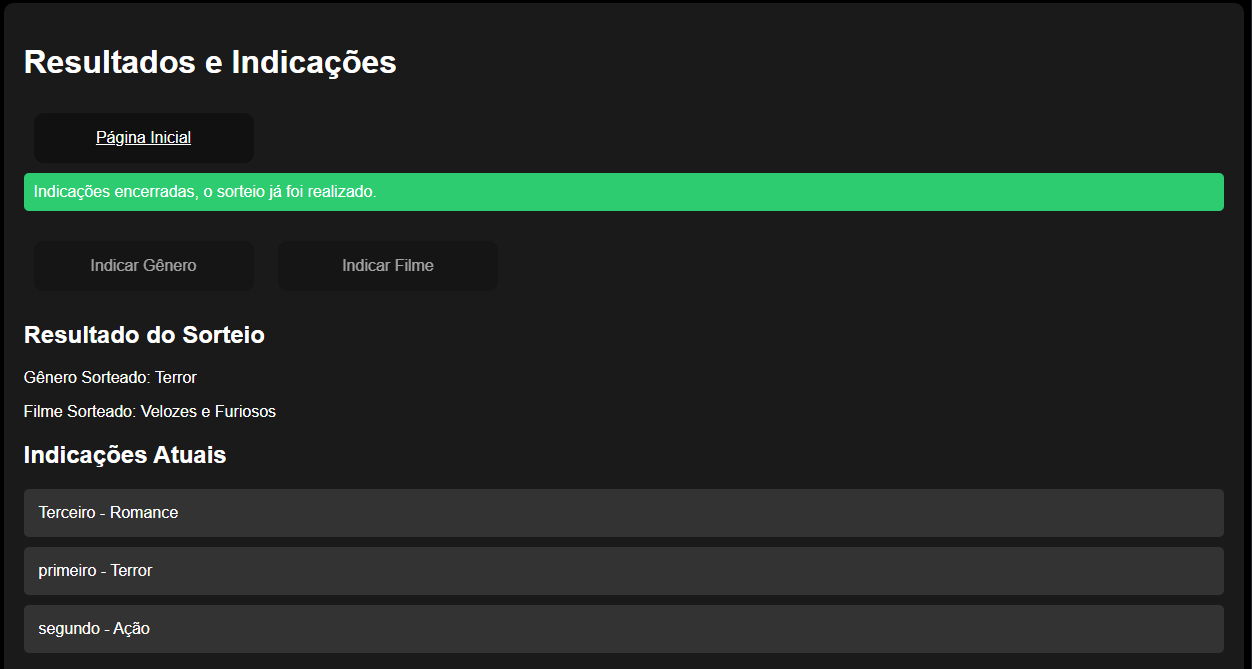 Resultados e Indicações
Página Inicial
Indicações encerradas, o sorteio já foi realizado.
Indicar Gênero
Indicar Filme
Resultado do Sorteio
Gênero Sorteado: Terror
Filme Sorteado: Velozes e Furiosos
Indicações Atuais
Terceiro - Romance
primeiro - Terror
segundo - Ação